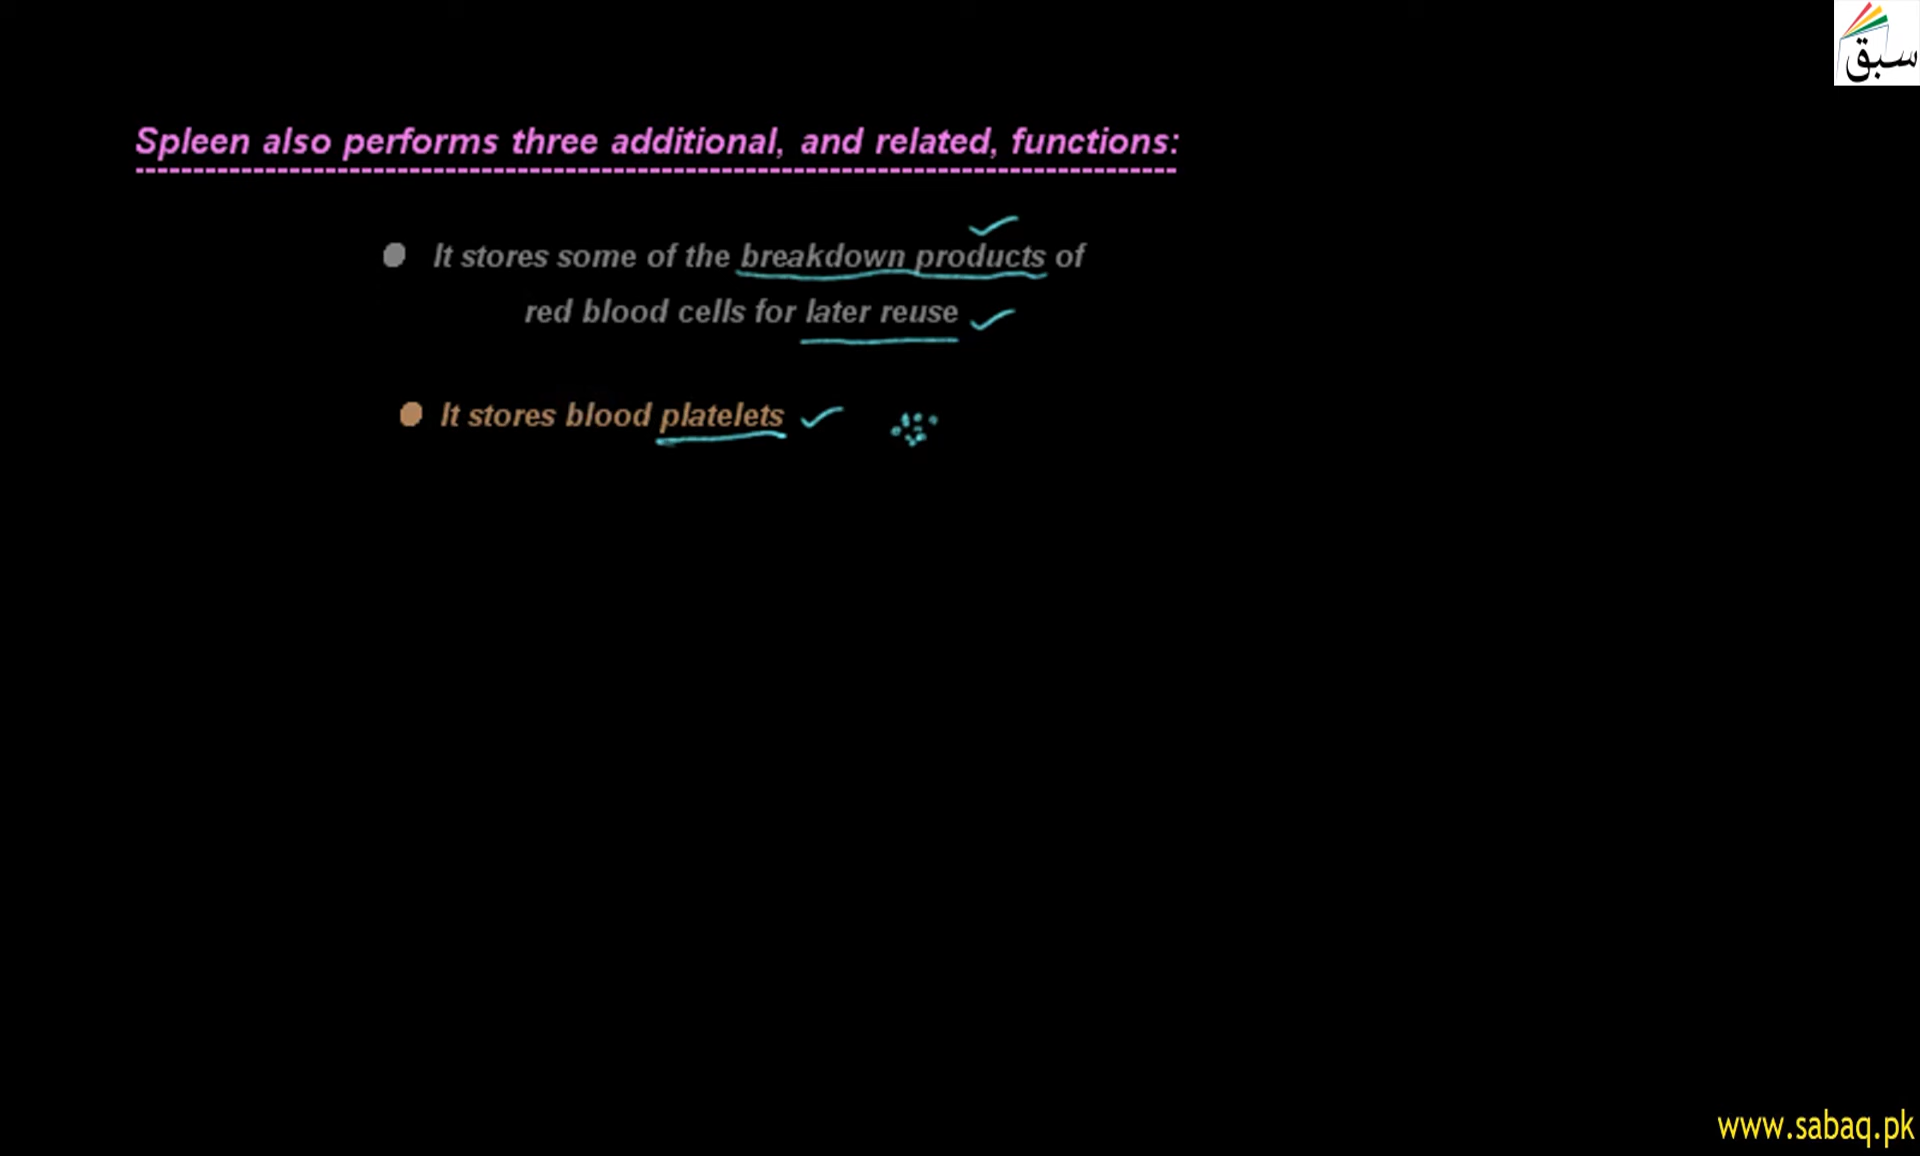 سبق
Spleen also performs three additional, and related, functions:
It stores some of the breakdown products of
red blood cells for later reuse
It stores blood platelets
www.sabaq.pk